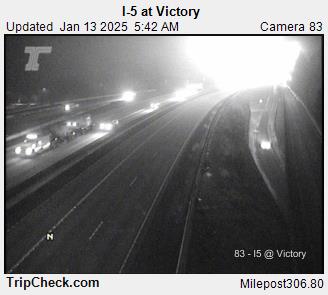 I-5 at Victory
Updated Jan 13 2025 5:42 AM Camera 83
T
N
83 - I5 @ Victory
TripCheck.com Milepost306.80